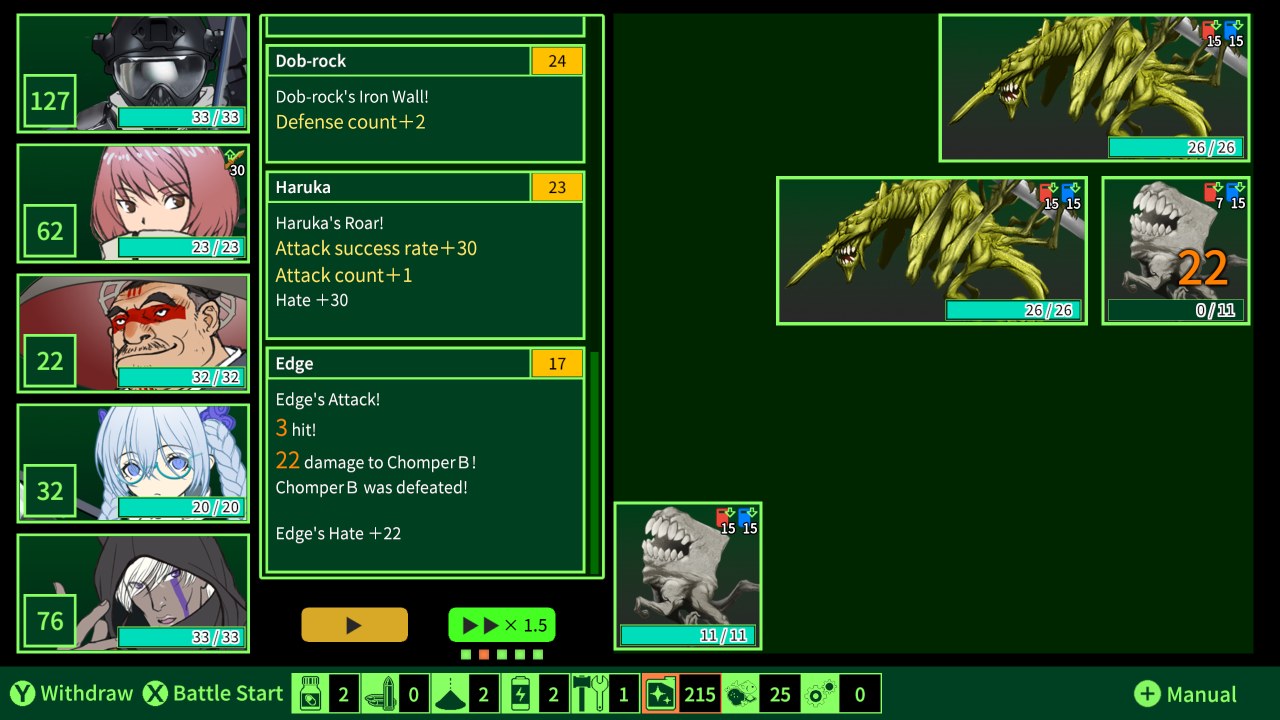 127
33/33
30
62
23/23
22
32/32
32
20/20
76
33/33
Dob-rock 24
Dob-rock's Iron Wall!
Defense count+2
Haruka 23
Haruka's Roar!
Attack success rate+30
Attack count+1
Hate +30
Edge 17
Edge's Attack!
3 hit!
22 damage to Chomper B!
Chomper B was defeated!
Edge's Hate +22
× 1.5
15 15
26/26
15 15
26/26
7 15
22
0/11
15 15
11/11
Y Withdraw X Battle Start 2 0 2 2 1 215 25 0 + Manual